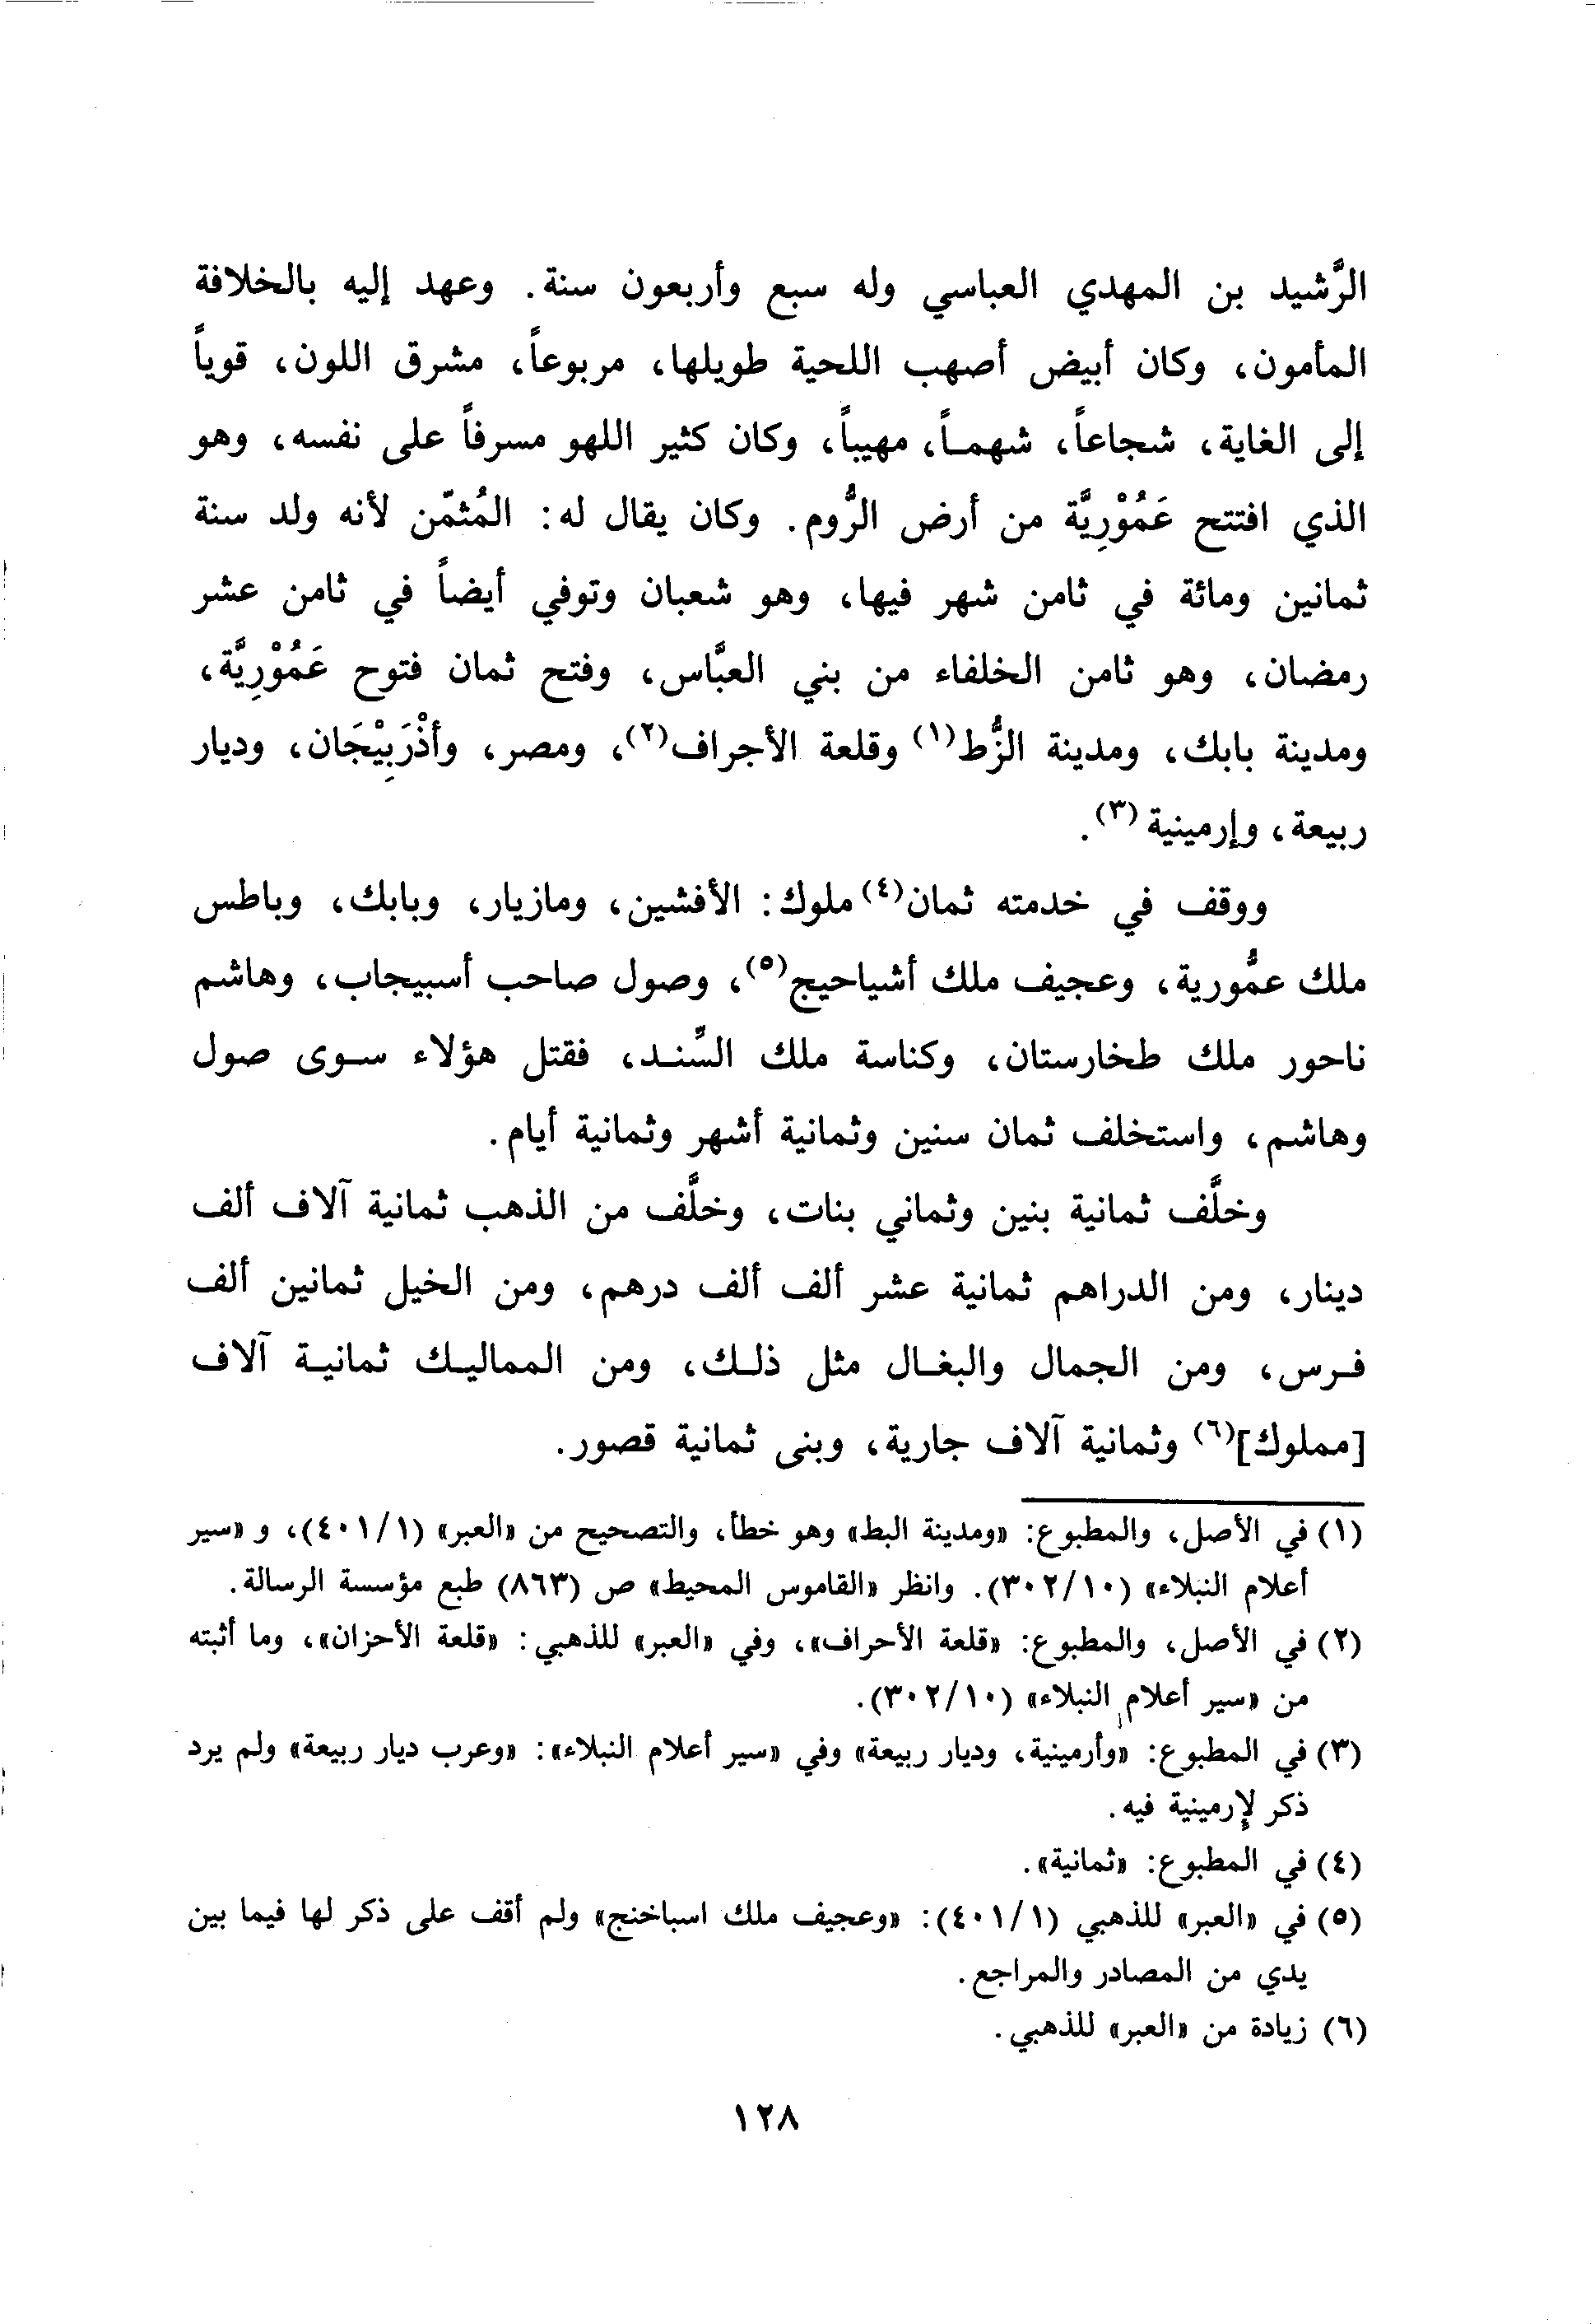 الرَّشيد بن المهدي العباسي وله سبع وأربعون سنة. وعهد إليه بالخلافة
المأمون، وكان أبيض أصهب اللحية طويلها، مربوعاً، مشرق اللون، قوياً
إلى الغاية، شجاعاً، شهمـاً، مهيباً، وكان كثير اللهو مسرفاً على نفسه، وهو
الذي افتتح عَمُوْرِيَّة من أرض الرُّوم. وكان يقال له: المُثمّن لأنه ولد سنة
ثمانين ومائة في ثامن شهر فيها، وهو شعبان وتوفي أيضاً في ثامن عشر
رمضان، وهو ثامن الخلفاء من بني العبَّاس، وفتح ثمان فتوح عَمُوْرِيَّة،
ومدينة بابك، ومدينة الزُّط(١) وقلعة الأجراف(٢)، ومصر، وأذْرَبِيْجَان، وديار
ربيعة، وإرمينية(٣).
ووقف في خدمته ثمان(٤) ملوك: الأفشين، ومازيار، وبابك، وباطس
ملك عمُّورية، وعجيف ملك أشياحيج(٥)، وصول صاحب أسبيجاب، وهاشم
ناحور ملك طخارستان، وكناسة ملك السِّنـد، فقتل هؤلاء سـوى صول
وهاشم، واستخلف ثمان سنين وثمانية أشهر وثمانية أيام.
وخلَّف ثمانية بنين وثماني بنات، وخلَّف من الذهب ثمانية آلاف ألف
دينار، ومن الدراهم ثمانية عشر ألف ألف درهم، ومن الخيل ثمانين ألف
فـرس، ومن الجمال والبغـال مثل ذلـك، ومن المماليـك ثمانيـة آلاف
[مملوك](٦) وثمانية آلاف جارية، وبنى ثمانية قصور.
(١) في الأصل، والمطبوع: «ومدينة البط» وهو خطأ، والتصحيح من «العبر» (٤٠١/١)، و «سير
أعلام النبلاء» (٣٠٢/١٠). وانظر «القاموس المحيط» ص (٨٦٣) طبع مؤسسة الرسالة.
(٢) في الأصل، والمطبوع: «قلعة الأحراف»، وفي «العبر» للذهبي: «قلعة الأحزان»، وما أثبته
من «سير أعلام النبلاء» (٣٠٢/١٠).
(٣) في المطبوع: «وأرمينية، وديار ربيعة» وفي «سير أعلام النبلاء»: «وعرب ديار ربيعة» ولم يرد
ذكر لإرمينية فيه.
(٤) في المطبوع: «ثمانية».
(٥) في «العبر» للذهبي (٤٠١/١): «وعجيف ملك اسباخنج» ولم أقف على ذكر لها فيما بين
يدي من المصادر والمراجع.
(٦) زيادة من «العبر» للذهبي.
١٢٨